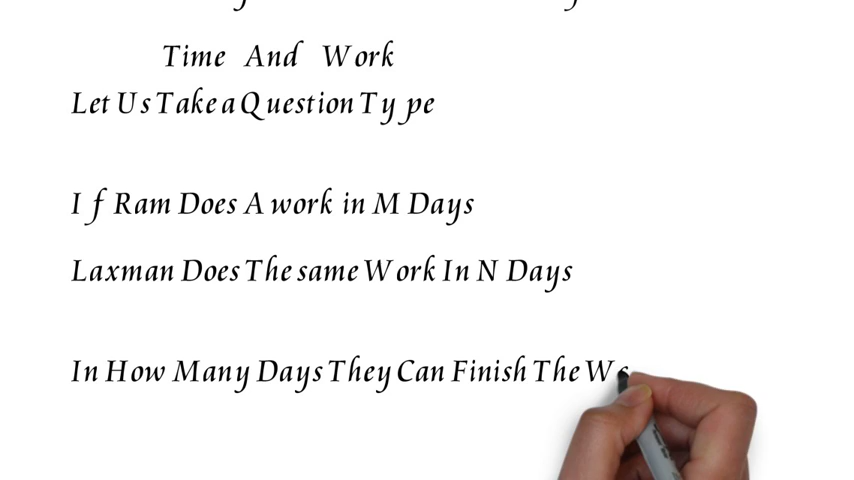 Time And Work
Let Us Take a Question Type
If Ram Does A work in M Days
Laxman Does The same Work In N Days
In How Many Days They Can Finish The